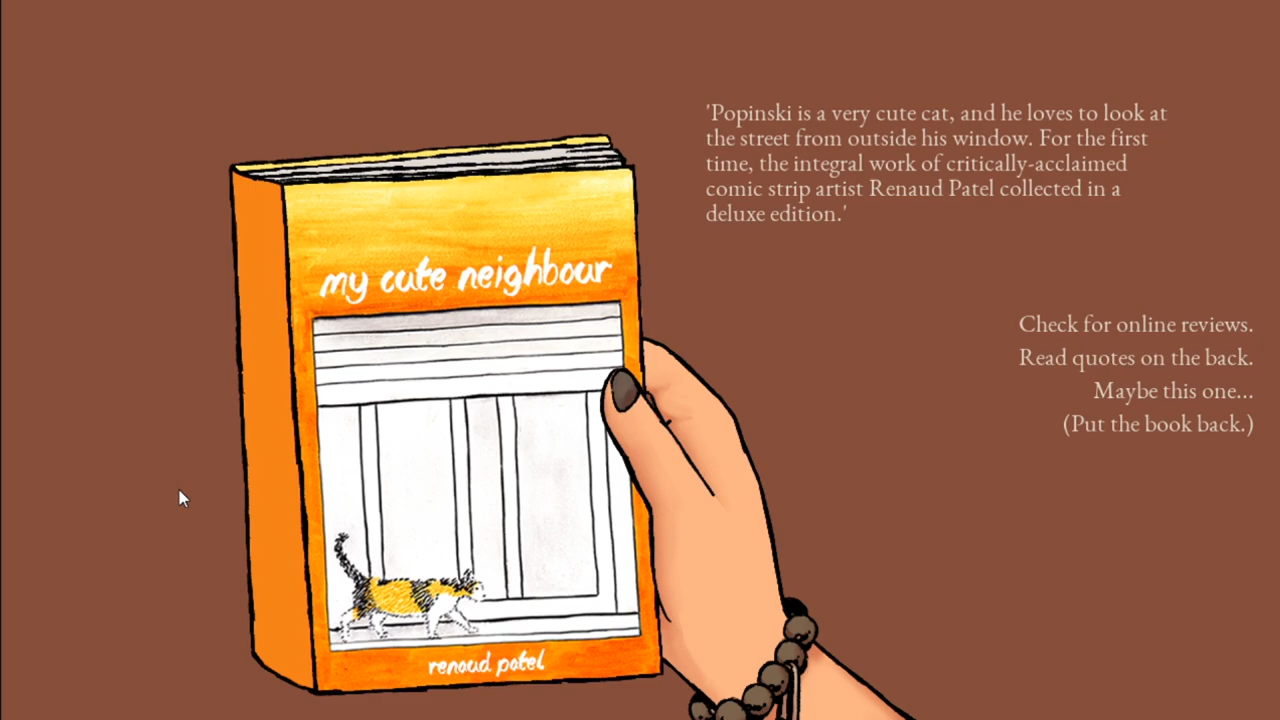 'Popinski is a very cute cat, and he loves to look at
the street from outside his window. For the first
time, the integral work of critically-acclaimed
comic strip artist Renaud Patel collected in a
deluxe edition.'
my cute neighbour
renaud patel
Check for online reviews.
Read quotes on the back.
Maybe this one...
(Put the book back.)